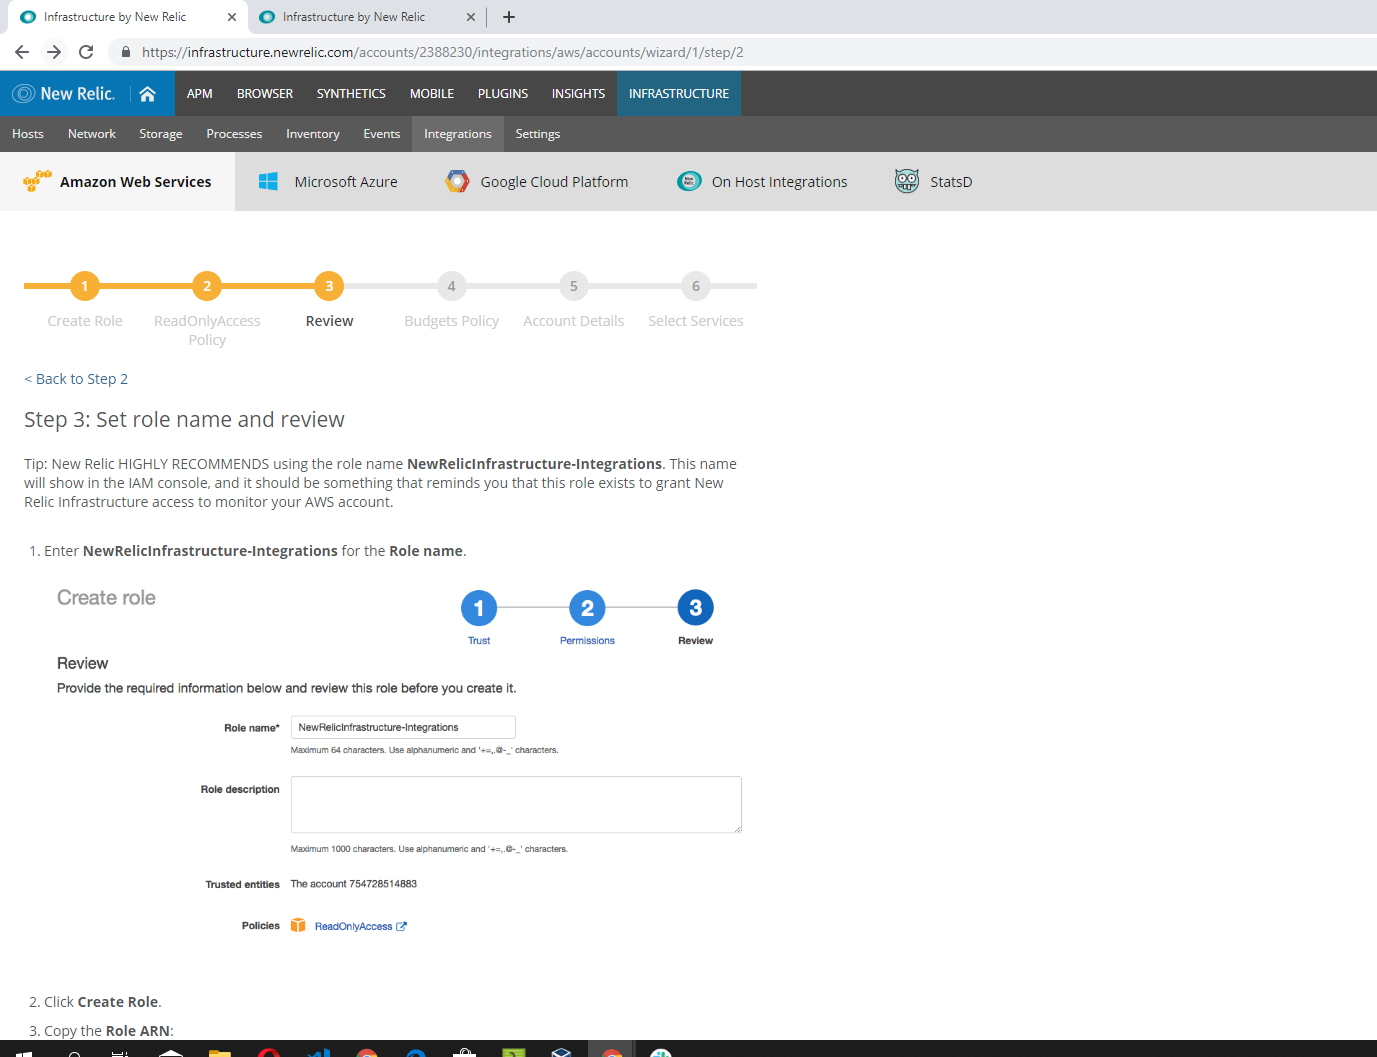 Infrastructure by New Relic
Infrastructure by New Relic
https://infrastructure.newrelic.com/accounts/2388230/integrations/aws/accounts/wizard/1/step/2
New Relic. APM BROWSER SYNTHETICS MOBILE PLUGINS INSIGHTS INFRASTRUCTURE
Hosts Network Storage Processes Inventory Events Integrations Settings
Amazon Web Services Microsoft Azure Google Cloud Platform On Host Integrations StatsD
1 2 3 4 5 6
Create Role ReadOnlyAccess Policy Review Budgets Policy Account Details Select Services
< Back to Step 2
Step 3: Set role name and review
Tip: New Relic HIGHLY RECOMMENDS using the role name NewRelicInfrastructure-Integrations. This name
will show in the IAM console, and it should be something that reminds you that this role exists to grant New
Relic Infrastructure access to monitor your AWS account.
1. Enter NewRelicInfrastructure-Integrations for the Role name.
Create role
1 2 3
Trust Permissions Review
Review
Provide the required information below and review this role before you create it.
Role name* NewRelicInfrastructure-Integrations
Maximum 64 characters. Use alphanumeric and '+=,.@-_' characters.
Role description
Maximum 1000 characters. Use alphanumeric and '+=,.@-_' characters.
Trusted entities The account 754728514883
Policies ReadOnlyAccess
2. Click Create Role.
3. Copy the Role ARN: